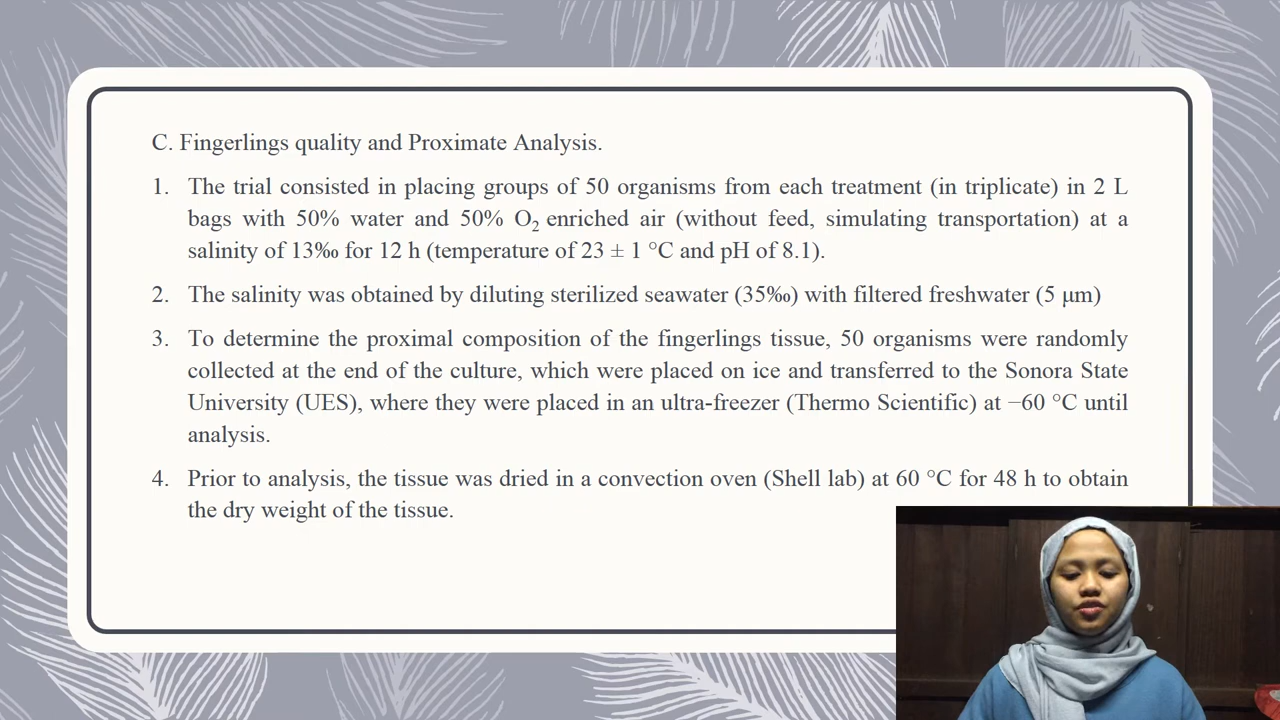 C. Fingerlings quality and Proximate Analysis.
1. The trial consisted in placing groups of 50 organisms from each treatment (in triplicate) in 2 L
bags with 50% water and 50% O₂ enriched air (without feed, simulating transportation) at a
salinity of 13‰ for 12 h (temperature of 23 ± 1 °C and pH of 8.1).
2. The salinity was obtained by diluting sterilized seawater (35‰) with filtered freshwater (5 μm)
3. To determine the proximal composition of the fingerlings tissue, 50 organisms were randomly
collected at the end of the culture, which were placed on ice and transferred to the Sonora State
University (UES), where they were placed in an ultra-freezer (Thermo Scientific) at −60 °C until
analysis.
4. Prior to analysis, the tissue was dried in a convection oven (Shell lab) at 60 °C for 48 h to obtain
the dry weight of the tissue.